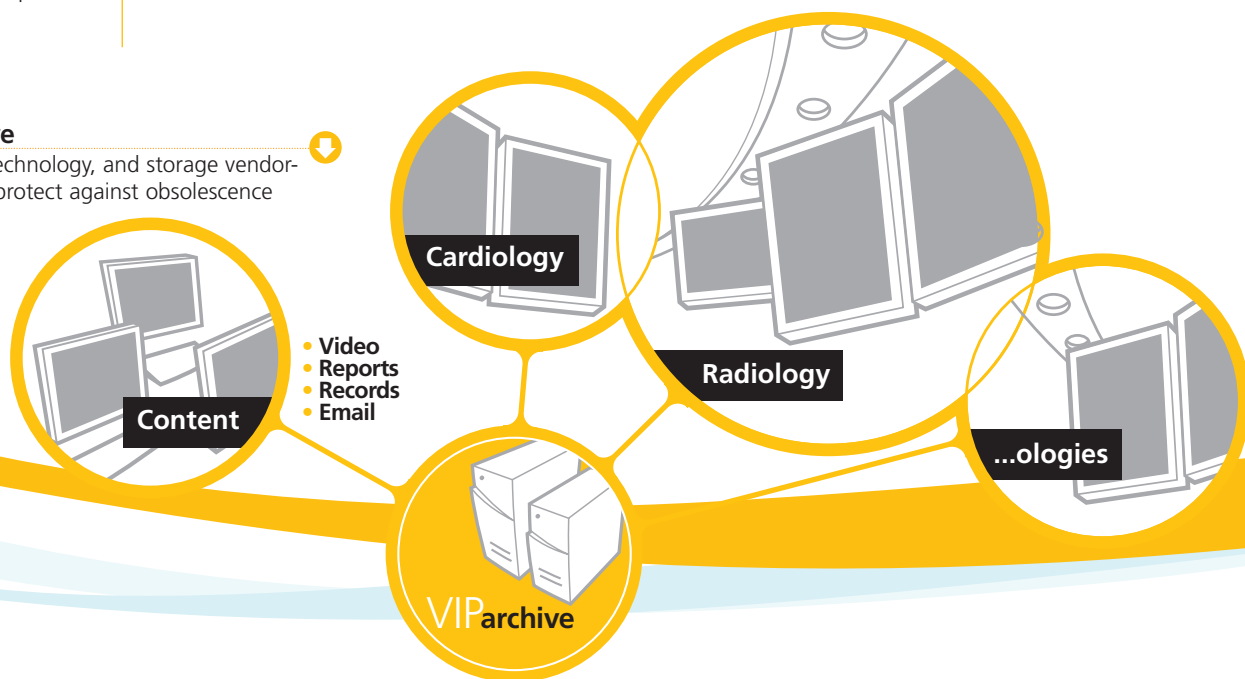 echnology, and storage vendor-
protect against obsolescence
Cardiology
Content
• Video
• Reports
• Records
• Email
Radiology
...ologies
VIParchive